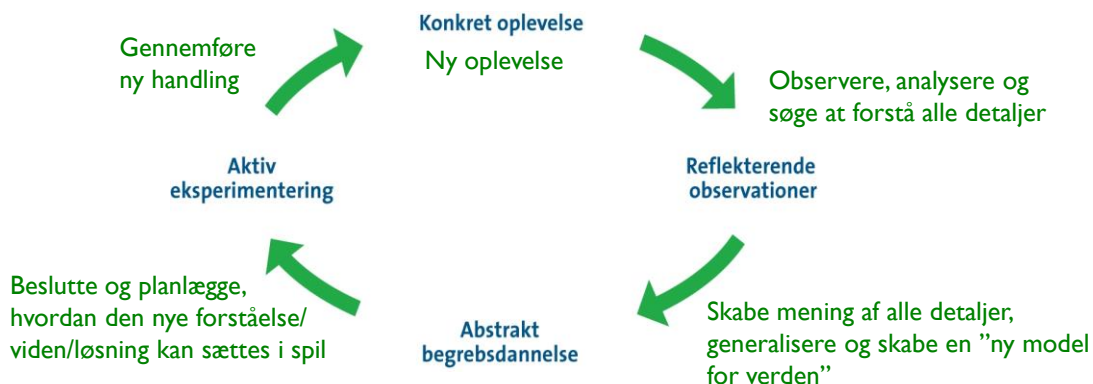 Konkret oplevelse
Ny oplevelse
Gennemføre
ny handling
Observere, analysere og
søge at forstå alle detaljer
Aktiv
eksperimentering
Reflekterende
observationer
Beslutte og planlægge,
hvordan den nye forståelse/
viden/løsning kan sættes i spil
Abstrakt
begrebsdannelse
Skabe mening af alle detaljer,
generalisere og skabe en ”ny model
for verden”